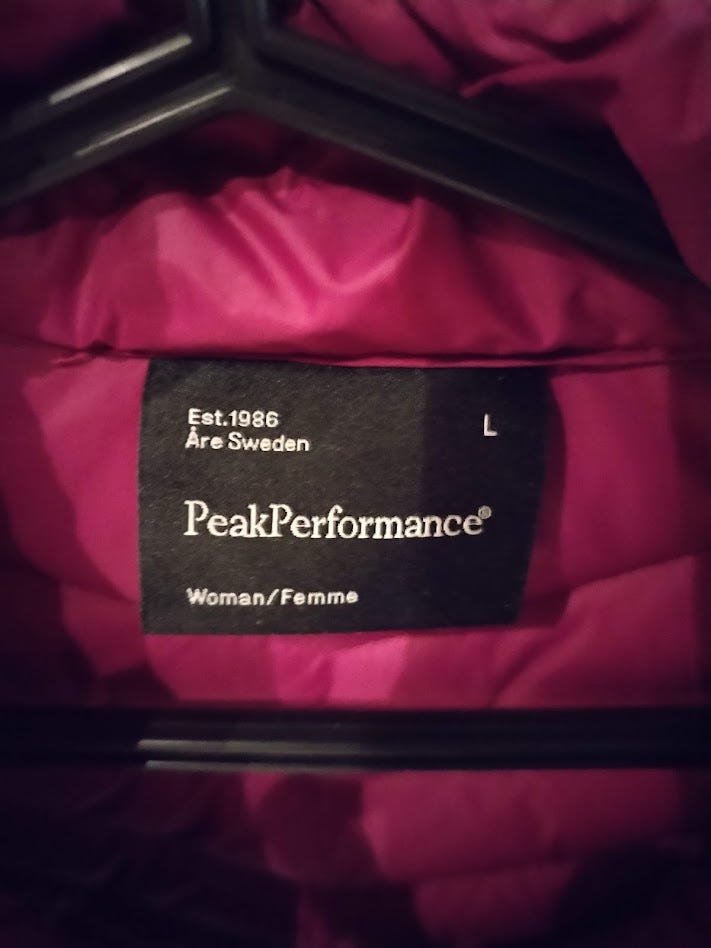 Est.1986
Åre Sweden
L
PeakPerformance®
Woman/Femme